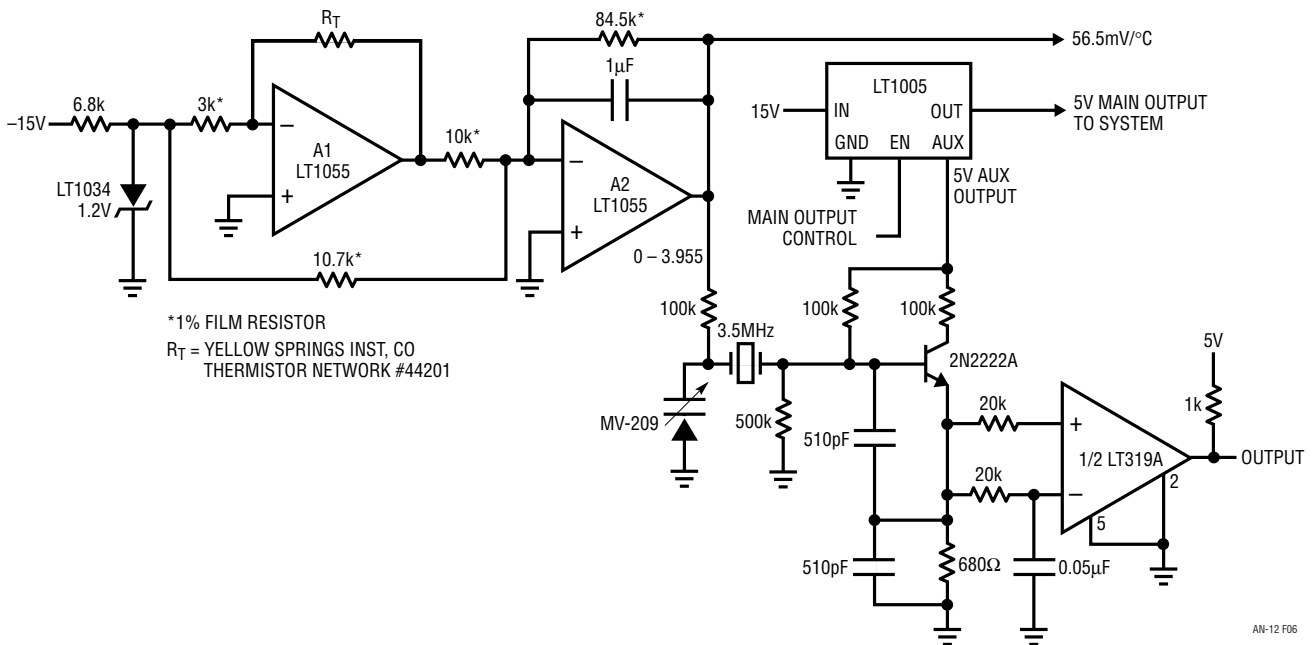 R_T
84.5k*
56.5mV/°C
1μF
LT1005
–15V
6.8k
3k*
–
A1
LT1055
+
10k*
–
A2
LT1055
+
15V
IN
OUT
GND
EN
AUX
5V MAIN OUTPUT
TO SYSTEM
LT1034
1.2V
5V AUX
OUTPUT
MAIN OUTPUT
CONTROL
10.7k*
0 – 3.955
*1% FILM RESISTOR
R_T = YELLOW SPRINGS INST, CO
THERMISTOR NETWORK #44201
100k
3.5MHz
100k
100k
2N2222A
5V
1k
MV-209
500k
510pF
20k
+
1/2 LT319A
OUTPUT
20k
–
2
5
510pF
680Ω
0.05μF
AN-12 F06